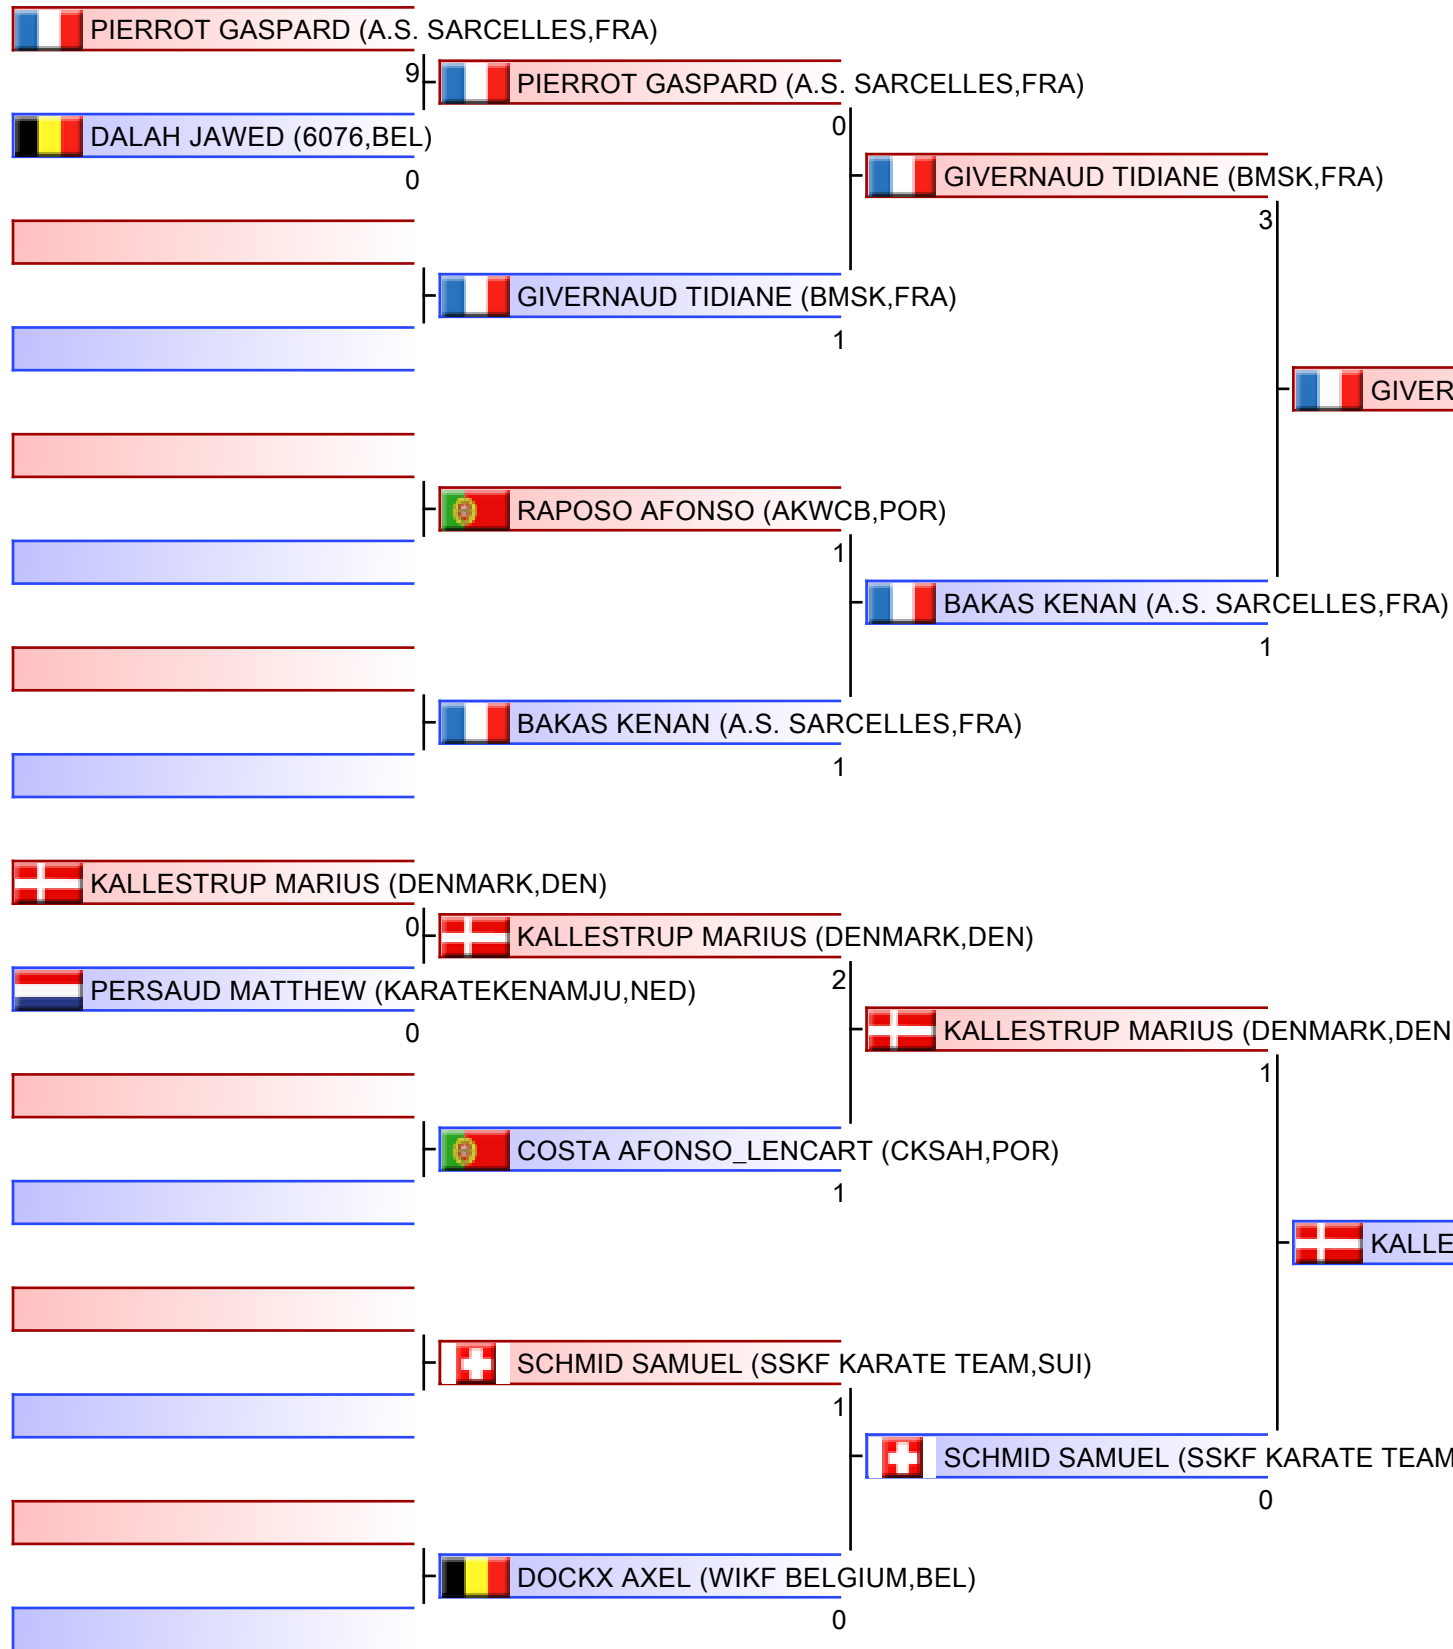 PIERROT GASPARD (A.S. SARCELLES,FRA)
9
PIERROT GASPARD (A.S. SARCELLES,FRA)
0
DALAH JAWED (6076,BEL)
0
GIVERNAUD TIDIANE (BMSK,FRA)
3
GIVERNAUD TIDIANE (BMSK,FRA)
1
GIVER
RAPOSO AFONSO (AKWCB,POR)
1
BAKAS KENAN (A.S. SARCELLES,FRA)
1
BAKAS KENAN (A.S. SARCELLES,FRA)
1
KALLESTRUP MARIUS (DENMARK,DEN)
0
KALLESTRUP MARIUS (DENMARK,DEN)
2
PERSAUD MATTHEW (KARATEKENAMJU,NED)
0
KALLESTRUP MARIUS (DENMARK,DEN
1
COSTA AFONSO_LENCART (CKSAH,POR)
1
KALLE
SCHMID SAMUEL (SSKF KARATE TEAM,SUI)
1
SCHMID SAMUEL (SSKF KARATE TEAM
0
DOCKX AXEL (WIKF BELGIUM,BEL)
0